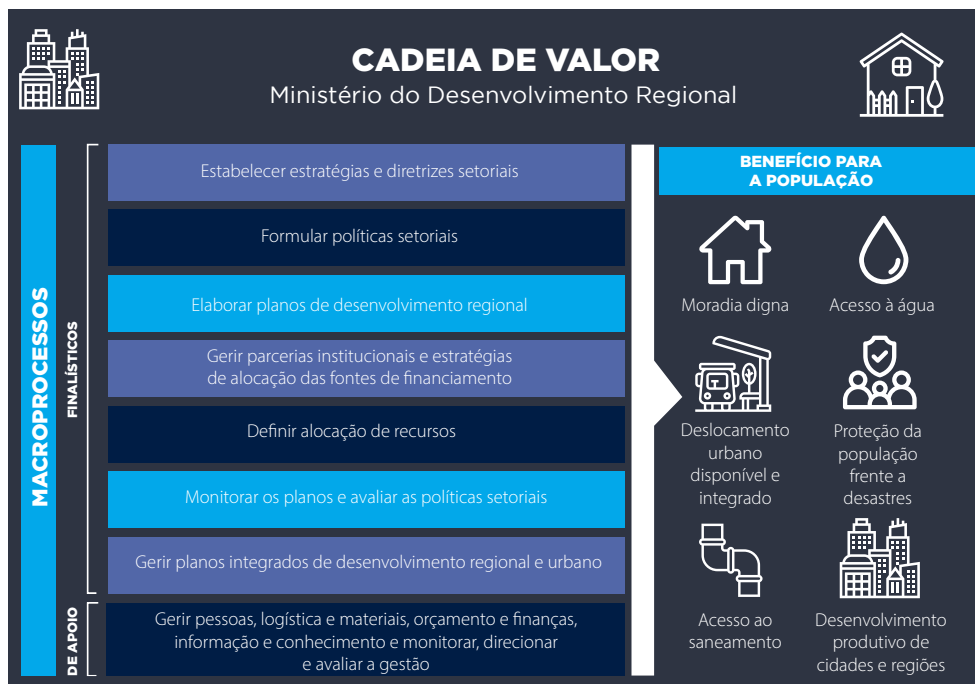 CADEIA DE VALOR
Ministério do Desenvolvimento Regional
MACROPROCESSOS
FINALÍSTICOS
Estabelecer estratégias e diretrizes setoriais
Formular políticas setoriais
Elaborar planos de desenvolvimento regional
Gerir parcerias institucionais e estratégias
de alocação das fontes de financiamento
Definir alocação de recursos
Monitorar os planos e avaliar as políticas setoriais
Gerir planos integrados de desenvolvimento regional e urbano
DE APOIO
Gerir pessoas, logística e materiais, orçamento e finanças,
informação e conhecimento e monitorar, direcionar
e avaliar a gestão
BENEFÍCIO PARA
A POPULAÇÃO
Moradia digna
Acesso à água
Deslocamento
urbano
disponível e
integrado
Proteção da
população
frente a
desastres
Acesso ao
saneamento
Desenvolvimento
produtivo de
cidades e regiões